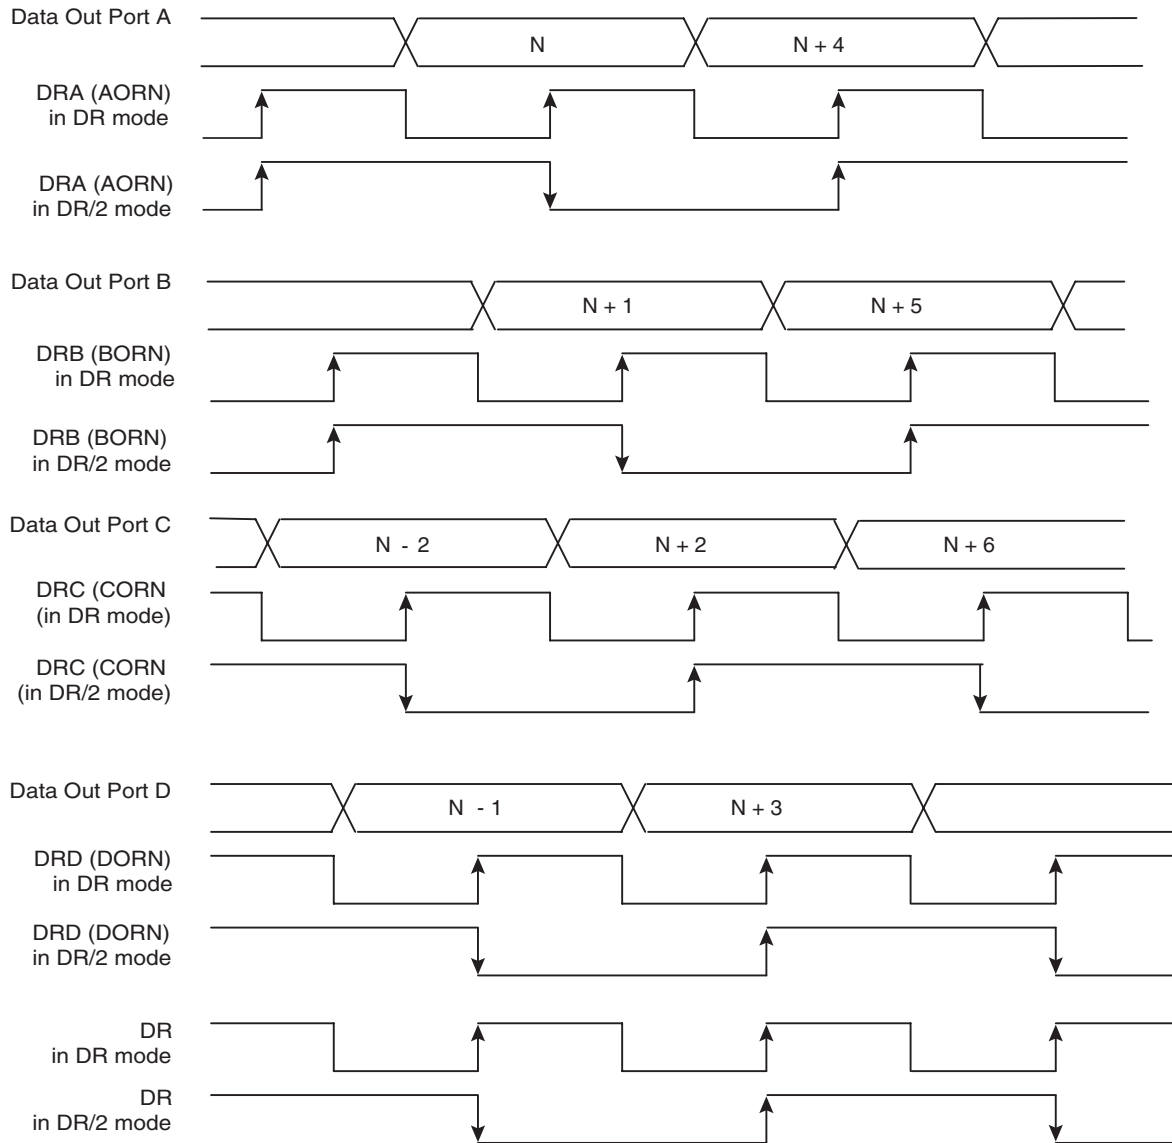 Data Out Port A
N
N + 4
DRA (AORN)
in DR mode
DRA (AORN)
in DR/2 mode
Data Out Port B
N + 1
N + 5
DRB (BORN)
in DR mode
DRB (BORN)
in DR/2 mode
Data Out Port C
N - 2
N + 2
N + 6
DRC (CORN
(in DR mode)
DRC (CORN
(in DR/2 mode)
Data Out Port D
N - 1
N + 3
DRD (DORN)
in DR mode
DRD (DORN)
in DR/2 mode
DR
in DR mode
DR
in DR/2 mode